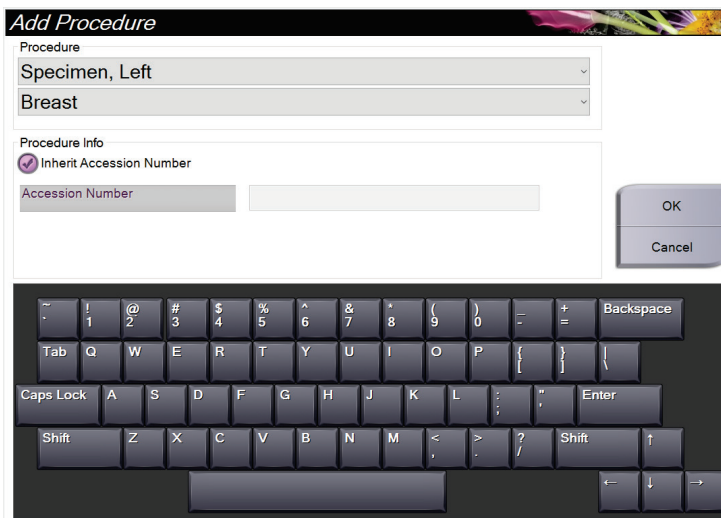 Add Procedure
Procedure
Specimen, Left
Breast
Procedure Info
Inherit Accession Number
Accession Number
OK
Cancel
~ ! @ # $ % ^ & * ( ) _ + Backspace
` 1 2 3 4 5 6 7 8 9 0 - =
Tab Q W E R T Y U I O P { } |
[ ] \
Caps Lock A S D F G H J K L : " Enter
; '
Shift Z X C V B N M < > ? Shift ↑
, . /
← ↓ →